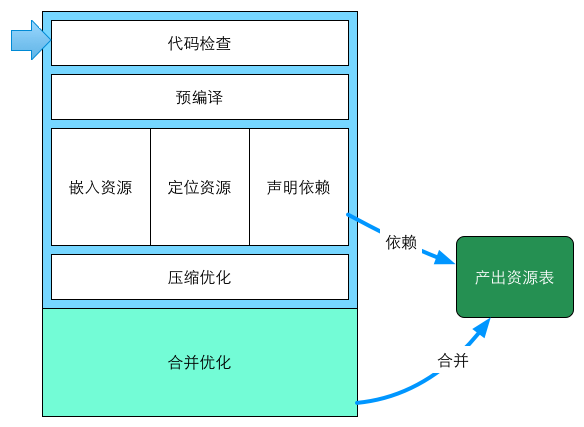 代码检查
预编译
嵌入资源
定位资源
声明依赖
依赖
压缩优化
产出资源表
合并优化
合并